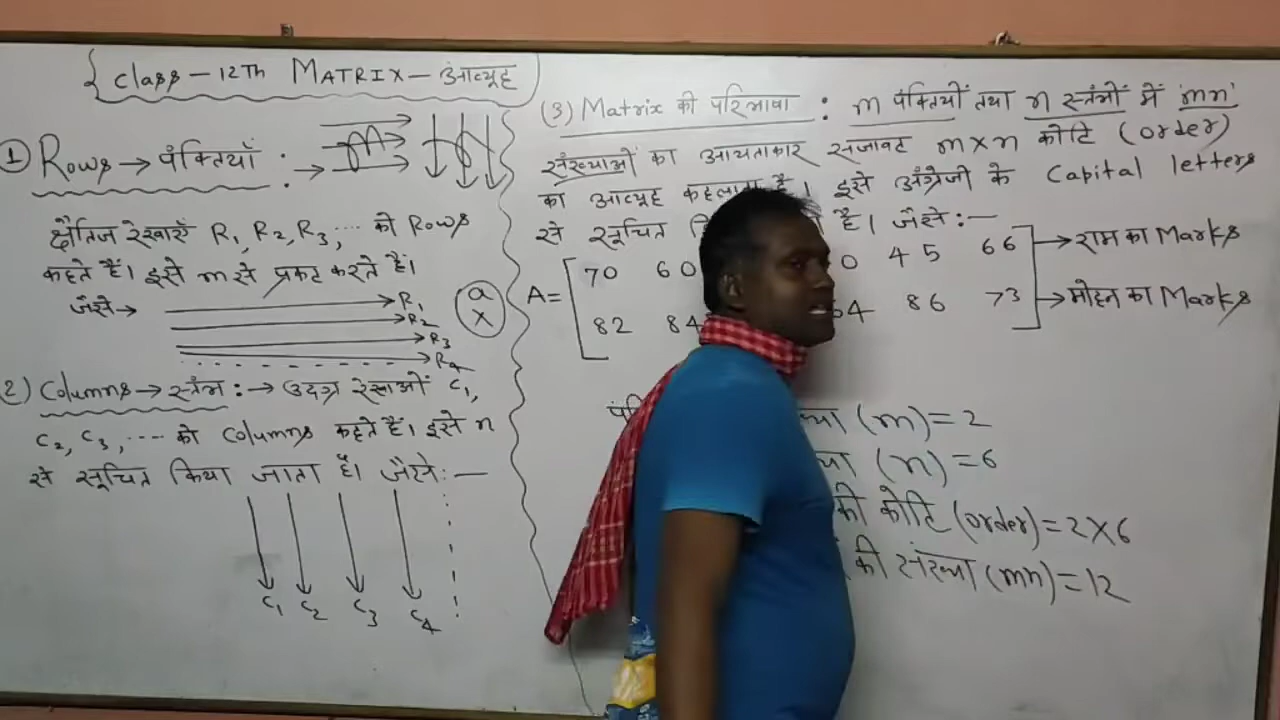 Class - 12Th MATRIX - आव्यूह
1) Rows → पंक्तियाँ :
क्षैतिज रेखाएँ R1, R2, R3, .... को Rows
कहते हैं। इसे m से प्रकट करते हैं।
जैसे →
R1
R2
R3
R4
a
x
2) Columns → स्तंभ : → उदग्र रेखाओं C1,
C2, C3, .... को Columns कहते हैं। इसे n
से सूचित किया जाता है। जैसे : —
C1 C2 C3 C4
(3) Matrix की परिभाषा : m पंक्तियों तथा n स्तंभों में 'mn'
संख्याओं का आयताकार सजावट m×n कोटि (order)
का आव्यूह कहलाता है। इसे अंग्रेजी के Capital letters
से सूचित है। जैसे : —
A = 70 60 0 45 66 → राम का Marks
82 84 64 86 73 → मोहन का Marks
(m) = 2
(n) = 6
की कोटि (order) = 2×6
की संख्या (mn) = 12